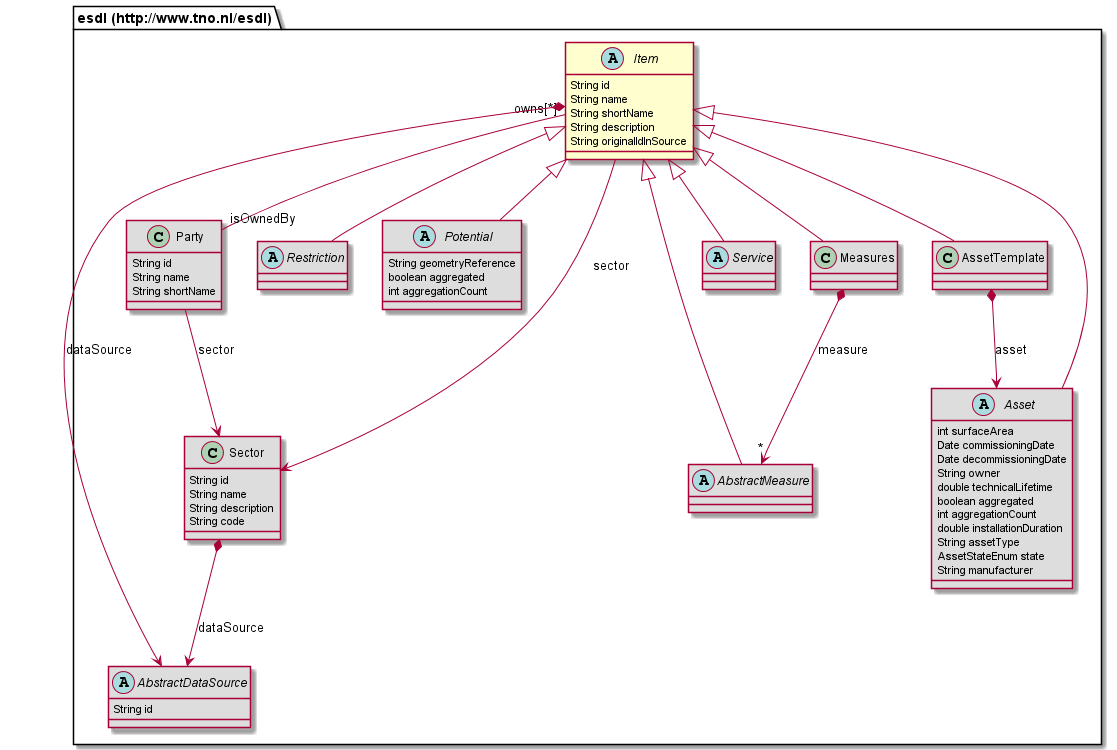 esdl (http://www.tno.nl/esdl)
A Item
String id
String name
String shortName
String description
String originalIdInSource
owns[*]
isOwnedBy
C Party
String id
String name
String shortName
A Restriction
A Potential
String geometryReference
boolean aggregated
int aggregationCount
sector
A Service
C Measures
C AssetTemplate
dataSource
sector
measure
asset
*
A Asset
int surfaceArea
Date commissioningDate
Date decommissioningDate
String owner
double technicalLifetime
boolean aggregated
int aggregationCount
double installationDuration
String assetType
AssetStateEnum state
String manufacturer
C Sector
String id
String name
String description
String code
A AbstractMeasure
dataSource
A AbstractDataSource
String id